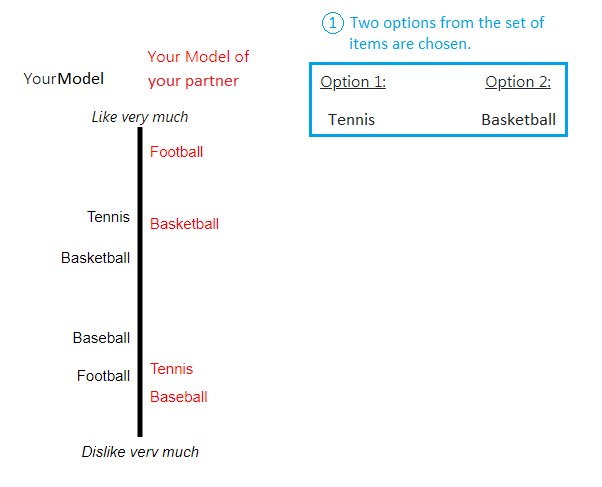 1 Two options from the set of
items are chosen.
Your Model of
your partner
YourModel
Option 1: Option 2:
Tennis Basketball
Like very much
Football
Tennis
Basketball
Basketball
Baseball
Football
Tennis
Baseball
Dislike very much